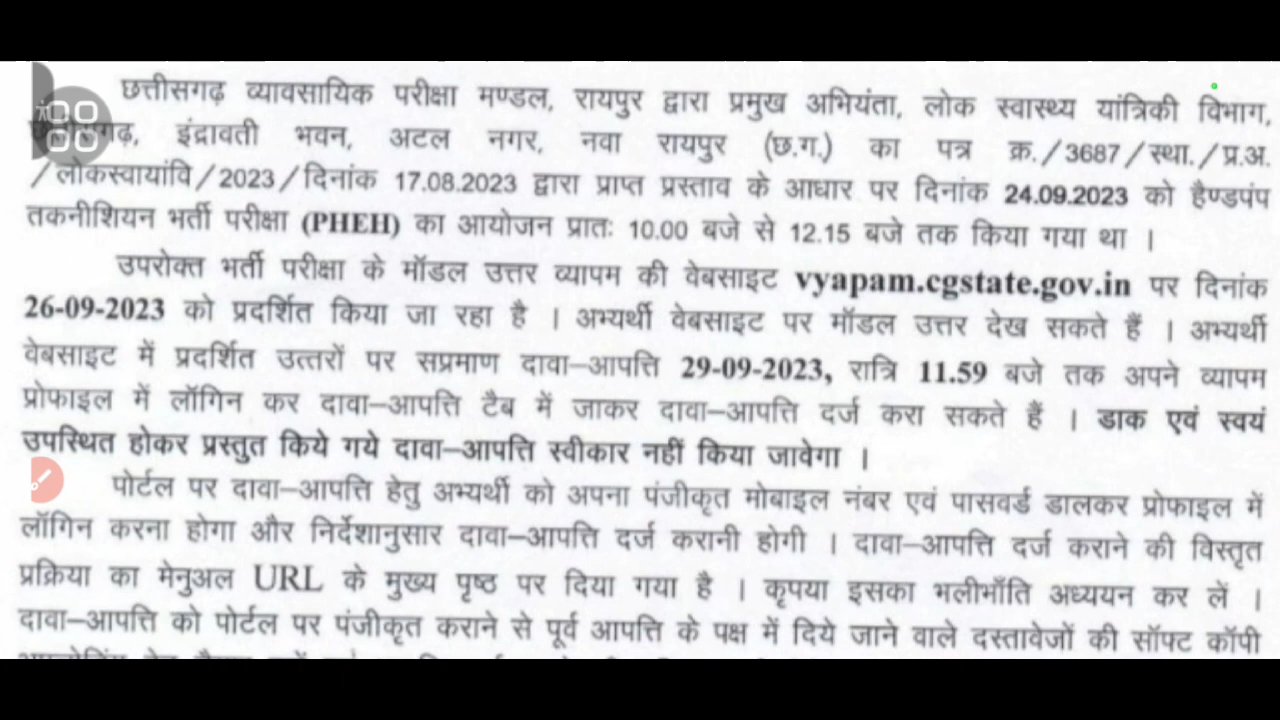 छत्तीसगढ़ व्यावसायिक परीक्षा मण्डल, रायपुर द्वारा प्रमुख अभियंता, लोक स्वास्थ्य यांत्रिकी विभाग,
इंद्रावती भवन, अटल नगर, नवा रायपुर (छ.ग.) का पत्र क्र./3687/स्था./प्र.अ.
/लोकस्वायांवि/2023/दिनांक 17.08.2023 द्वारा प्राप्त प्रस्ताव के आधार पर दिनांक 24.09.2023 को हैण्डपंप
तकनीशियन भर्ती परीक्षा (PHEH) का आयोजन प्रातः 10.00 बजे से 12.15 बजे तक किया गया था ।
उपरोक्त भर्ती परीक्षा के मॉडल उत्तर व्यापम की वेबसाइट vyapam.cgstate.gov.in पर दिनांक
26-09-2023 को प्रदर्शित किया जा रहा है । अभ्यर्थी वेबसाइट पर मॉडल उत्तर देख सकते हैं । अभ्यर्थी
वेबसाइट में प्रदर्शित उत्तरों पर सप्रमाण दावा–आपत्ति 29-09-2023, रात्रि 11.59 बजे तक अपने व्यापम
प्रोफाइल में लॉगिन कर दावा–आपत्ति टैब में जाकर दावा–आपत्ति दर्ज करा सकते हैं । डाक एवं स्वयं
उपस्थित होकर प्रस्तुत किये गये दावा–आपत्ति स्वीकार नहीं किया जावेगा ।
पोर्टल पर दावा–आपत्ति हेतु अभ्यर्थी को अपना पंजीकृत मोबाइल नंबर एवं पासवर्ड डालकर प्रोफाइल में
लॉगिन करना होगा और निर्देशानुसार दावा–आपत्ति दर्ज करानी होगी । दावा–आपत्ति दर्ज कराने की विस्तृत
प्रक्रिया का मेनुअल URL के मुख्य पृष्ठ पर दिया गया है । कृपया इसका भलीभाँति अध्ययन कर लें ।
दावा–आपत्ति को पोर्टल पर पंजीकृत कराने से पूर्व आपत्ति के पक्ष में दिये जाने वाले दस्तावेजों की सॉफ्ट कॉपी